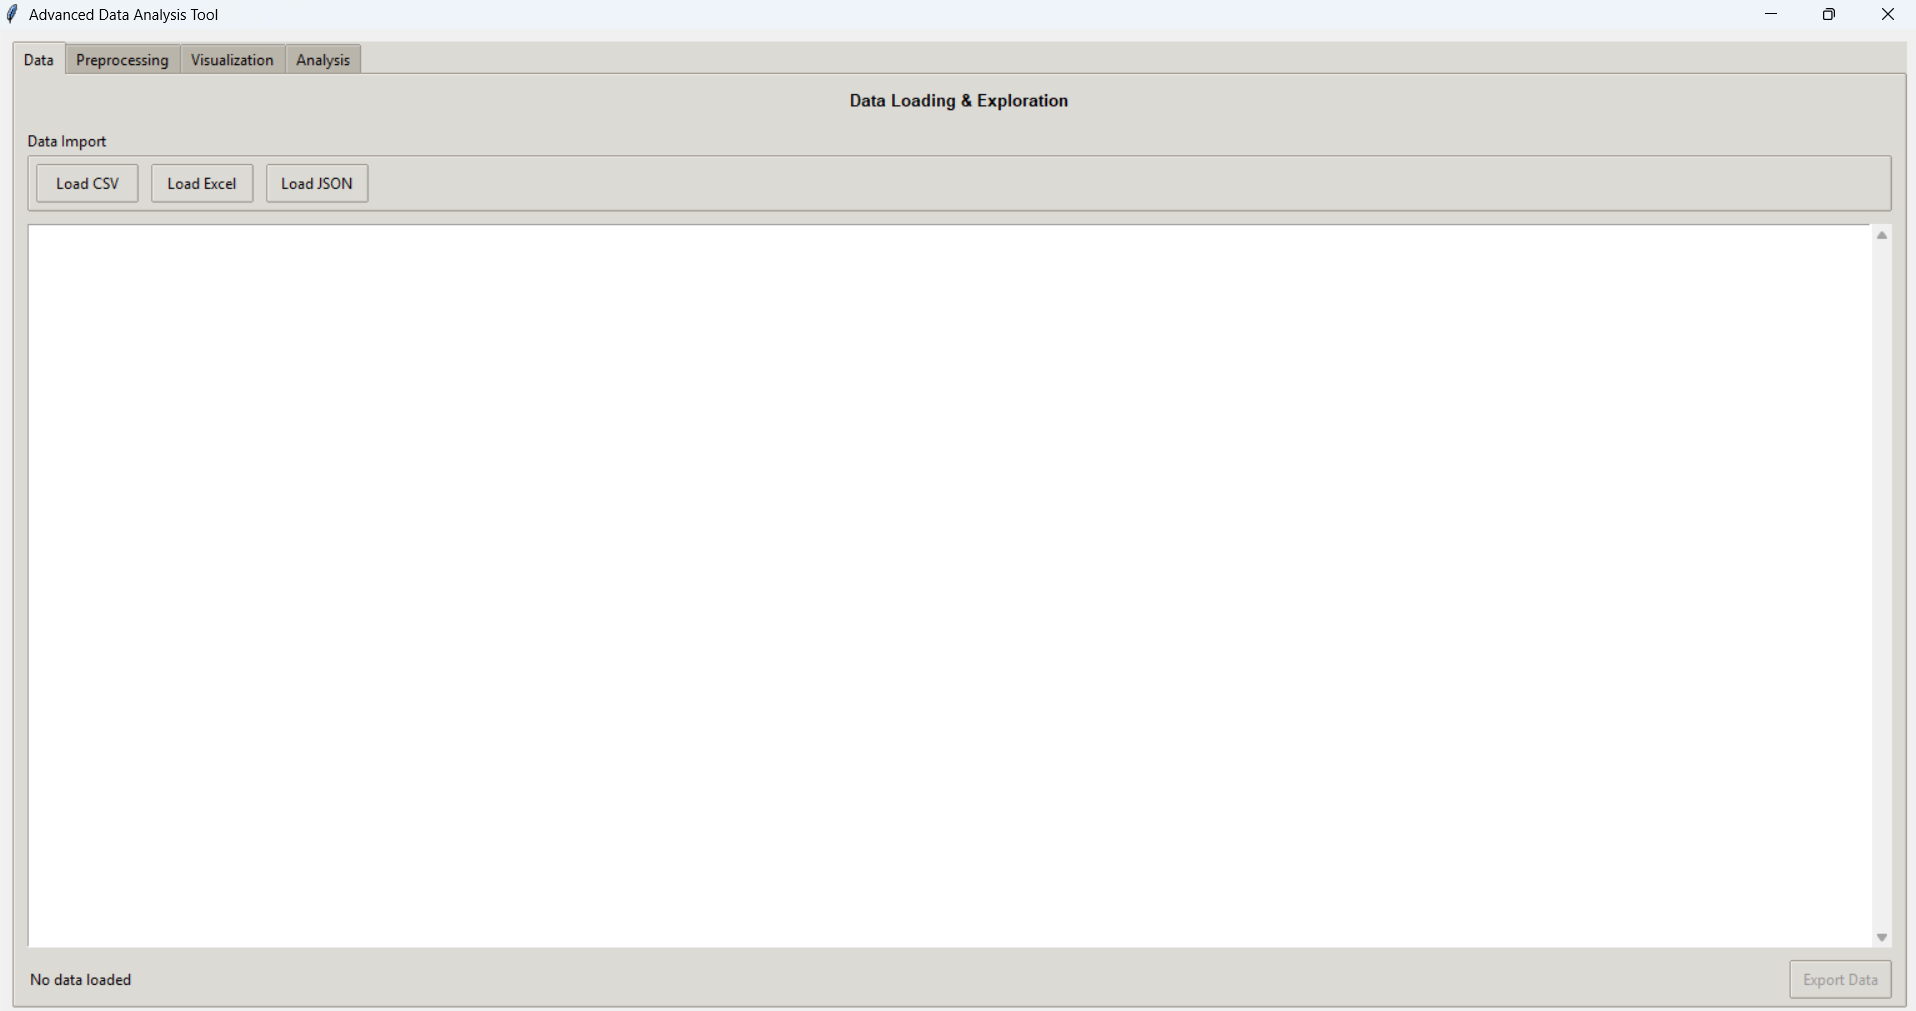 Advanced Data Analysis Tool
Data Preprocessing Visualization Analysis
Data Loading & Exploration
Data Import
Load CSV Load Excel Load JSON
No data loaded
Export Data